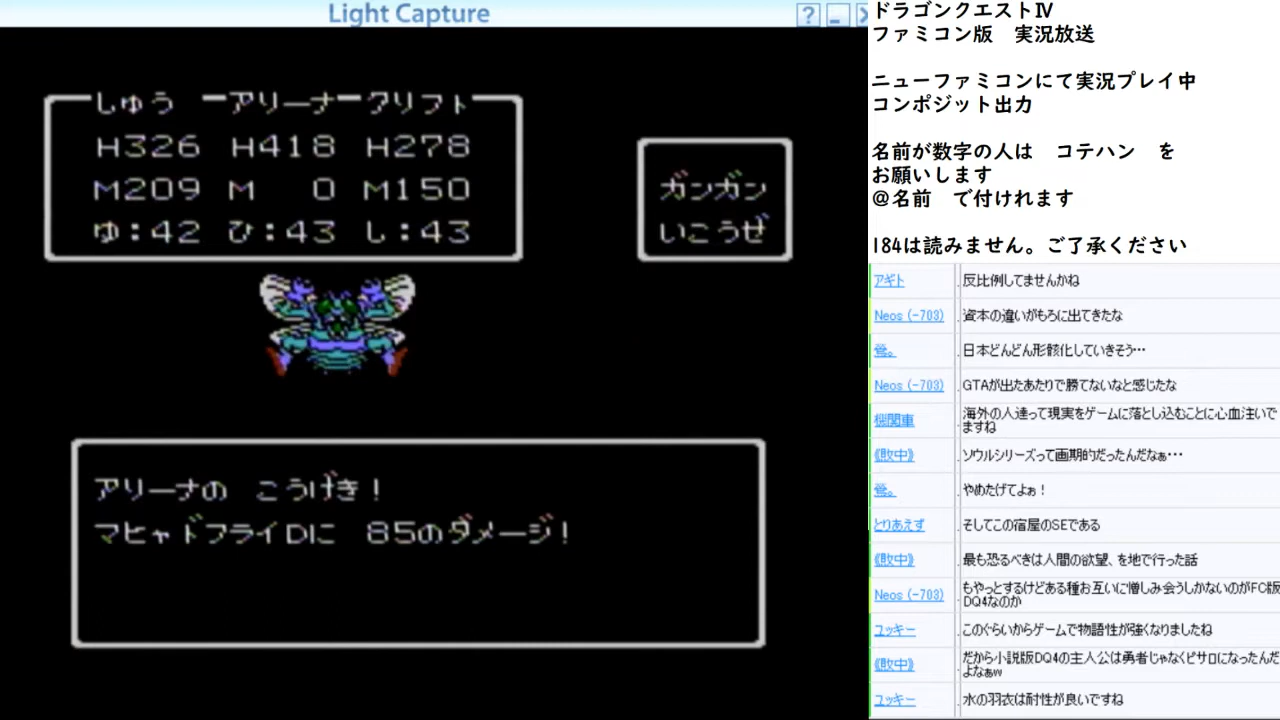 Light Capture
しゅう アリーナ クリフト
H326 H418 H278
M209 M 0 M150
ゆ:42 ひ:43 し:43
ガンガン
いこうぜ
アリーナの こうげき!
マヒャドフライDに 85のダメージ!
ドラゴンクエストⅣ
ファミコン版 実況放送
ニューファミコンにて実況プレイ中
コンポジット出力
名前が数字の人は コテハン を
お願いします
@名前 で付けれます
184は読みません。ご了承ください
アギト 反比例してませんかね
Neos (-703) 資本の違いがもろに出てきたな
日本どんどん形骸化していきそう…
Neos (-703) GTAが出たあたりで勝てないなと感じたな
機関車 海外の人達って現実をゲームに落とし込むことに心血注いで
ますね
《敗中》 ソウルシリーズって画期的だったんだなぁ…
やめたげてよぉ!
とりあえず そしてこの宿屋のSEである
《敗中》 最も恐るべきは人間の欲望、を地で行った話
Neos (-703) もやっとするけどある種お互いに憎しみ会うしかないのがFC版
DQ4なのか
ユッキー このぐらいからゲームで物語性が強くなりましたね
《敗中》 だから小説版DQ4の主人公は勇者じゃなくピサロになったんだ
よなぁw
ユッキー 水の羽衣は耐性が良いですね